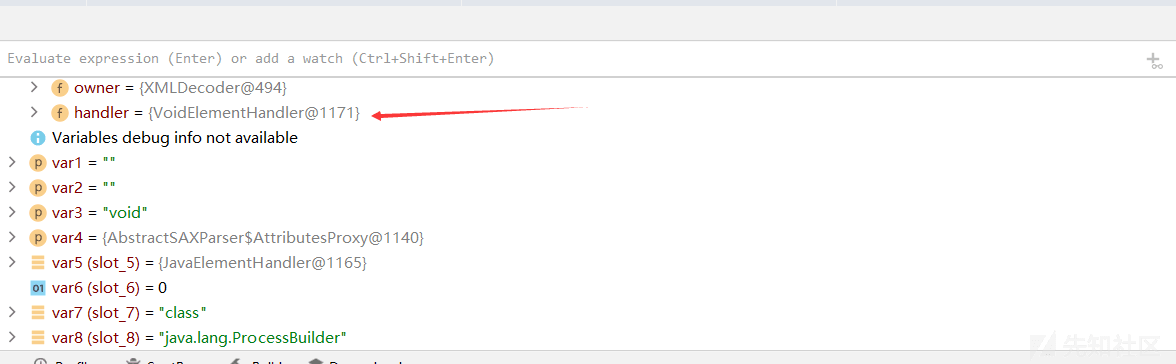 Evaluate expression (Enter) or add a watch (Ctrl+Shift+Enter)
f owner = {XMLDecoder@494}
f handler = {VoidElementHandler@1171}
i Variables debug info not available
p var1 = ""
p var2 = ""
p var3 = "void"
p var4 = {AbstractSAXParser$AttributesProxy@1140}
var5 (slot_5) = {JavaElementHandler@1165}
01 var6 (slot_6) = 0
var7 (slot_7) = "class"
var8 (slot_8) = "java.lang.ProcessBuilder"
先知社区